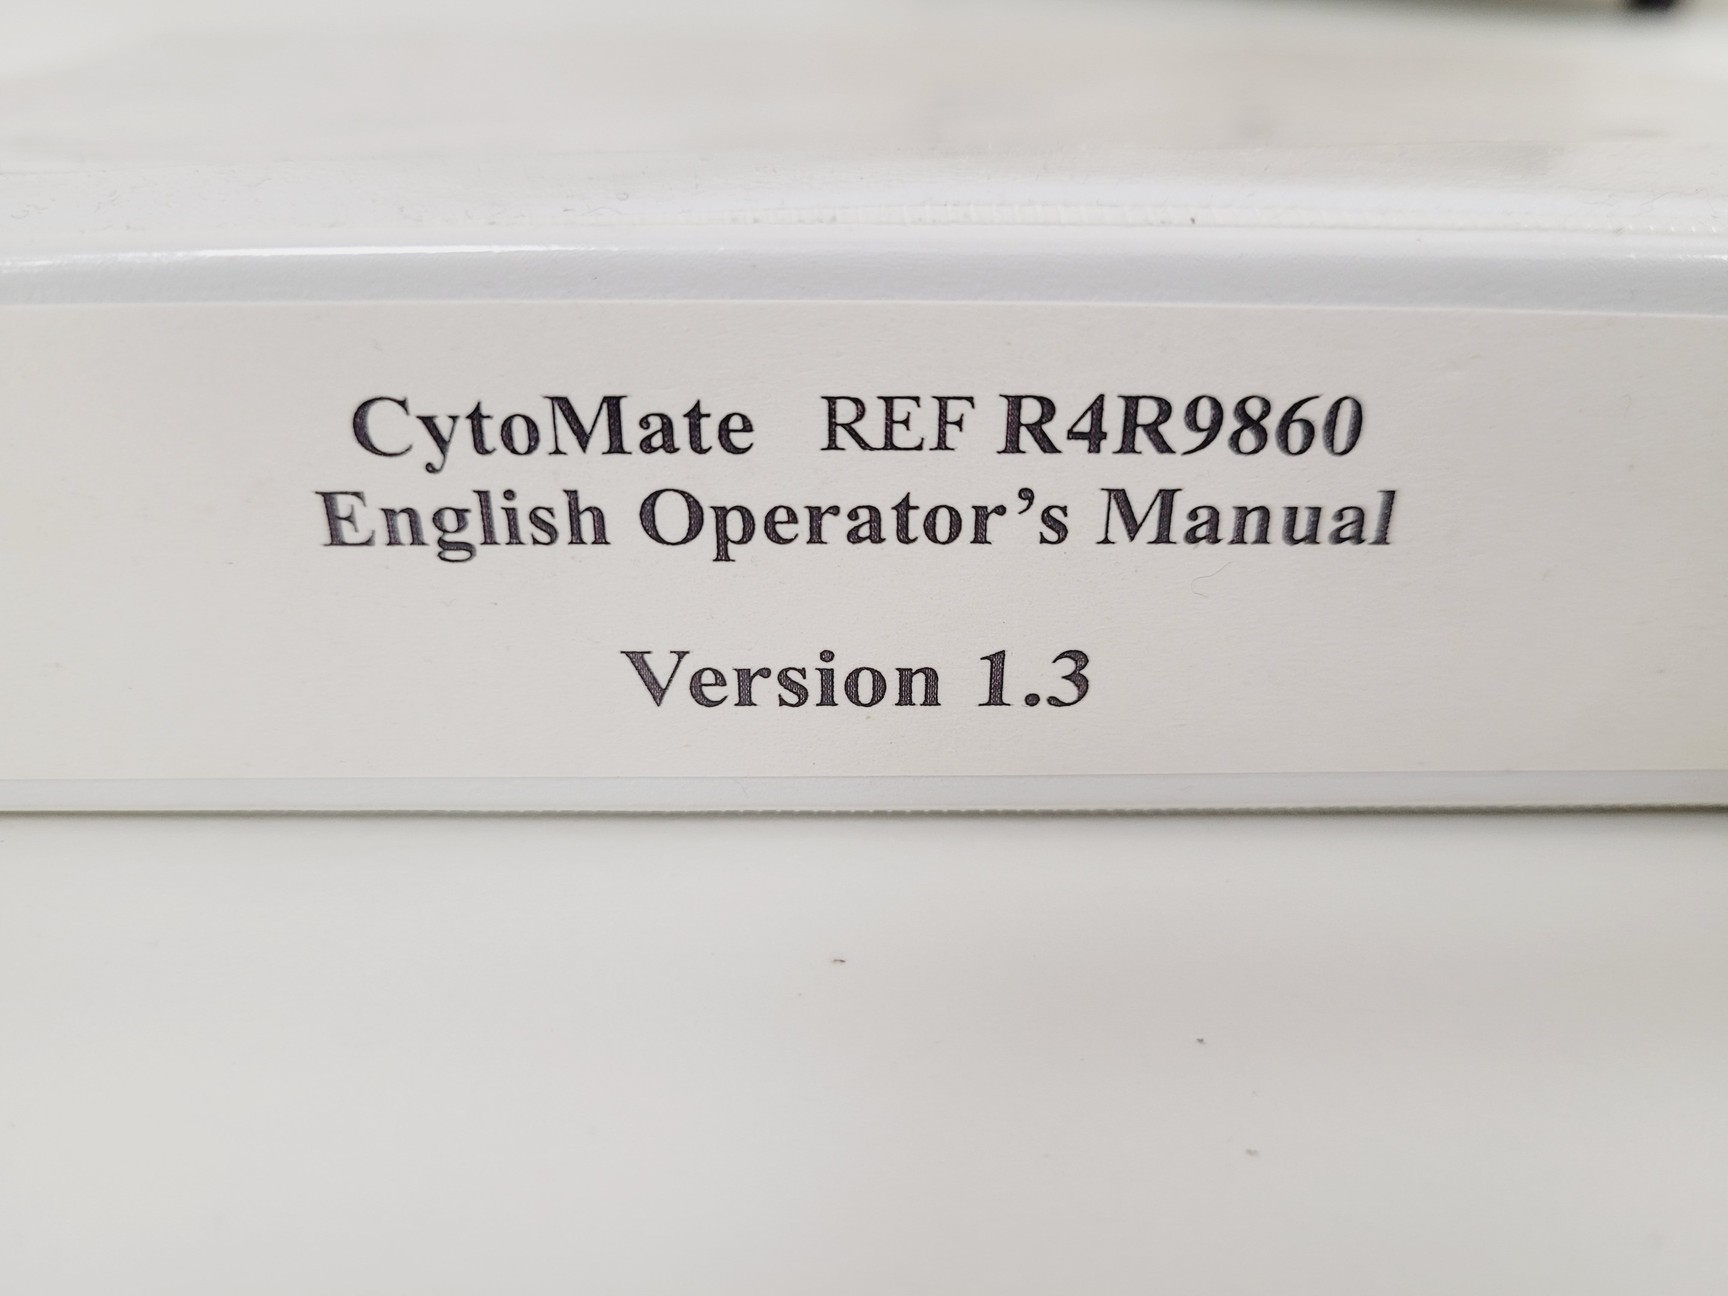 CytoMate REF R4R9860
English Operator’s Manual
Version 1.3